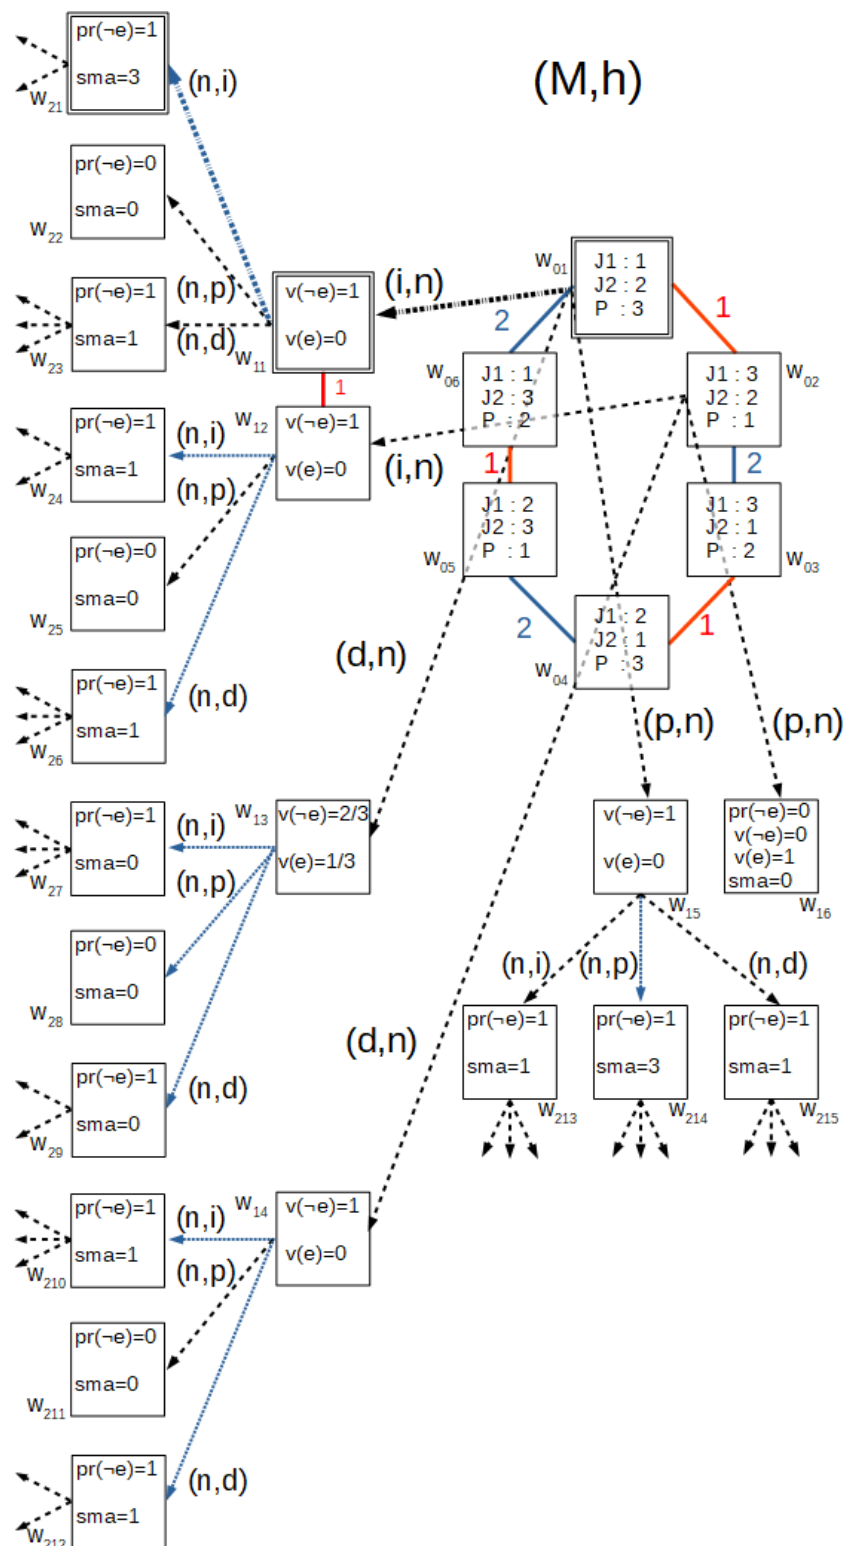 (M,h)
pr(¬e)=1
sma=3
w21
(n,i)
pr(¬e)=0
sma=0
w22
pr(¬e)=1
sma=1
w23
(n,p)
(n,d)
w11
v(¬e)=1
v(e)=0
(i,n)
1
w12
v(¬e)=1
v(e)=0
(i,n)
pr(¬e)=1
sma=1
w24
(n,i)
(n,p)
pr(¬e)=0
sma=0
w25
pr(¬e)=1
sma=1
w26
(n,d)
w01
J1 : 1
J2 : 2
P : 3
2
1
w06
J1 : 1
J2 : 3
P : 2
J1 : 3
J2 : 2
P : 1
w02
1
2
w05
J1 : 2
J2 : 3
P : 1
J1 : 3
J2 : 1
P : 2
w03
2
1
w04
J1 : 2
J2 : 1
P : 3
(d,n)
(p,n)
(p,n)
pr(¬e)=1
sma=0
w27
(n,i)
(n,p)
w13
v(¬e)=2/3
v(e)=1/3
pr(¬e)=0
sma=0
w28
pr(¬e)=1
sma=0
w29
(n,d)
v(¬e)=1
v(e)=0
w15
pr(¬e)=0
v(¬e)=0
v(e)=1
sma=0
w16
(n,i)
(n,p)
(n,d)
pr(¬e)=1
sma=1
w213
pr(¬e)=1
sma=3
w214
pr(¬e)=1
sma=1
w215
(d,n)
pr(¬e)=1
sma=1
w210
(n,i)
(n,p)
w14
v(¬e)=1
v(e)=0
pr(¬e)=0
sma=0
w211
pr(¬e)=1
sma=1
w212
(n,d)